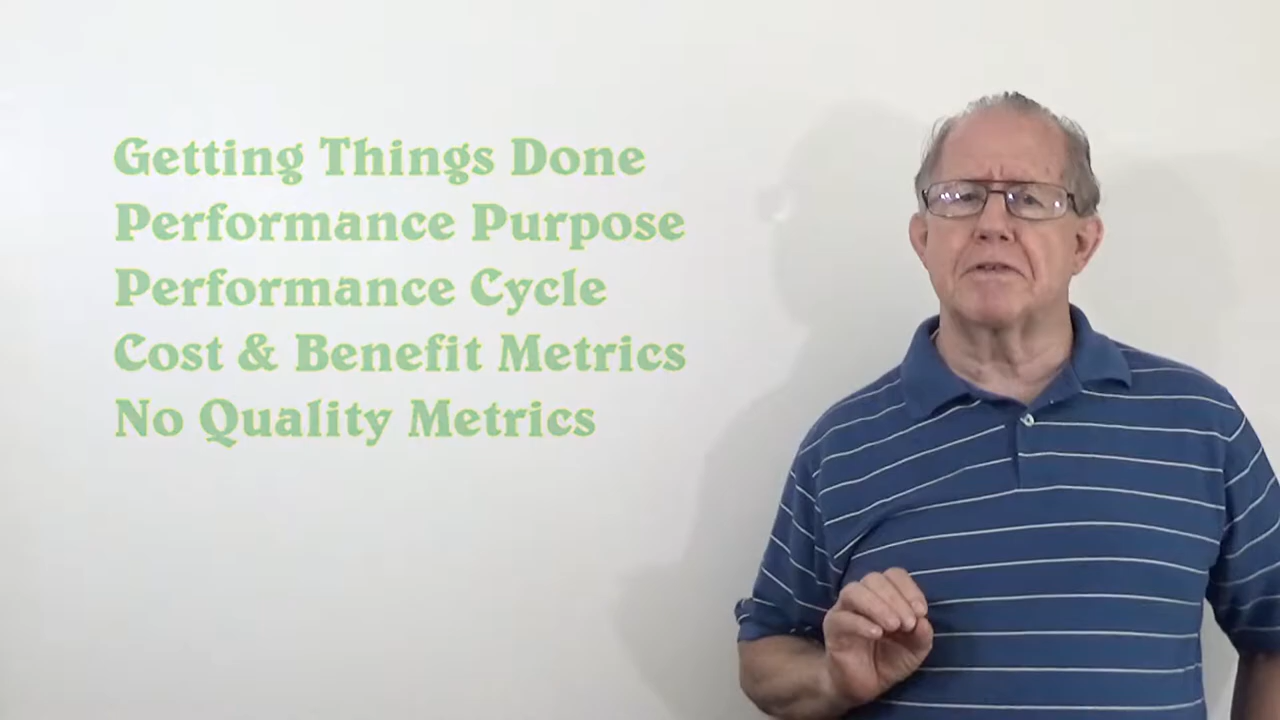 Getting Things Done
Performance Purpose
Performance Cycle
Cost & Benefit Metrics
No Quality Metrics